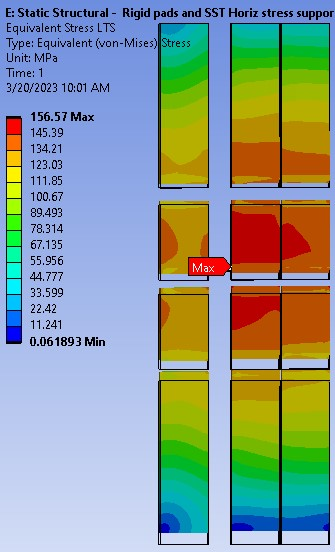 E: Static Structural - Rigid pads and SST Horiz stress suppor
Equivalent Stress LTS
Type: Equivalent (von-Mises) Stress
Unit: MPa
Time: 1
3/20/2023 10:01 AM
156.57 Max
145.39
134.21
123.03
111.85
100.67
89.493
78.314
67.135
55.956
44.777
33.599
22.42
11.241
0.061893 Min
Max